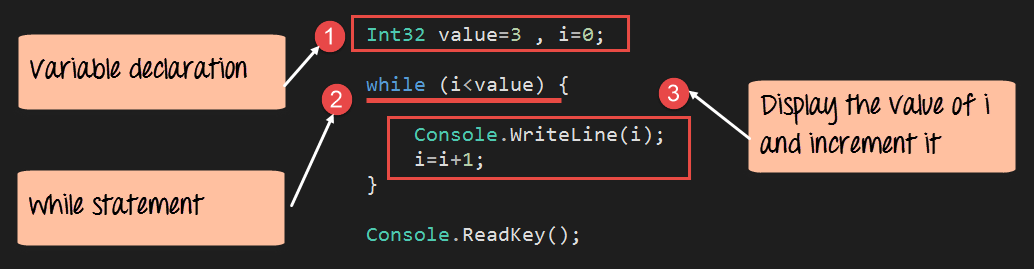 1
Int32 value=3 , i=0;
Variable declaration
while (i<value) {
2
3
Display the value of i
and increment it
Console.WriteLine(i);
i=i+1;
}
While statement
Console.ReadKey();